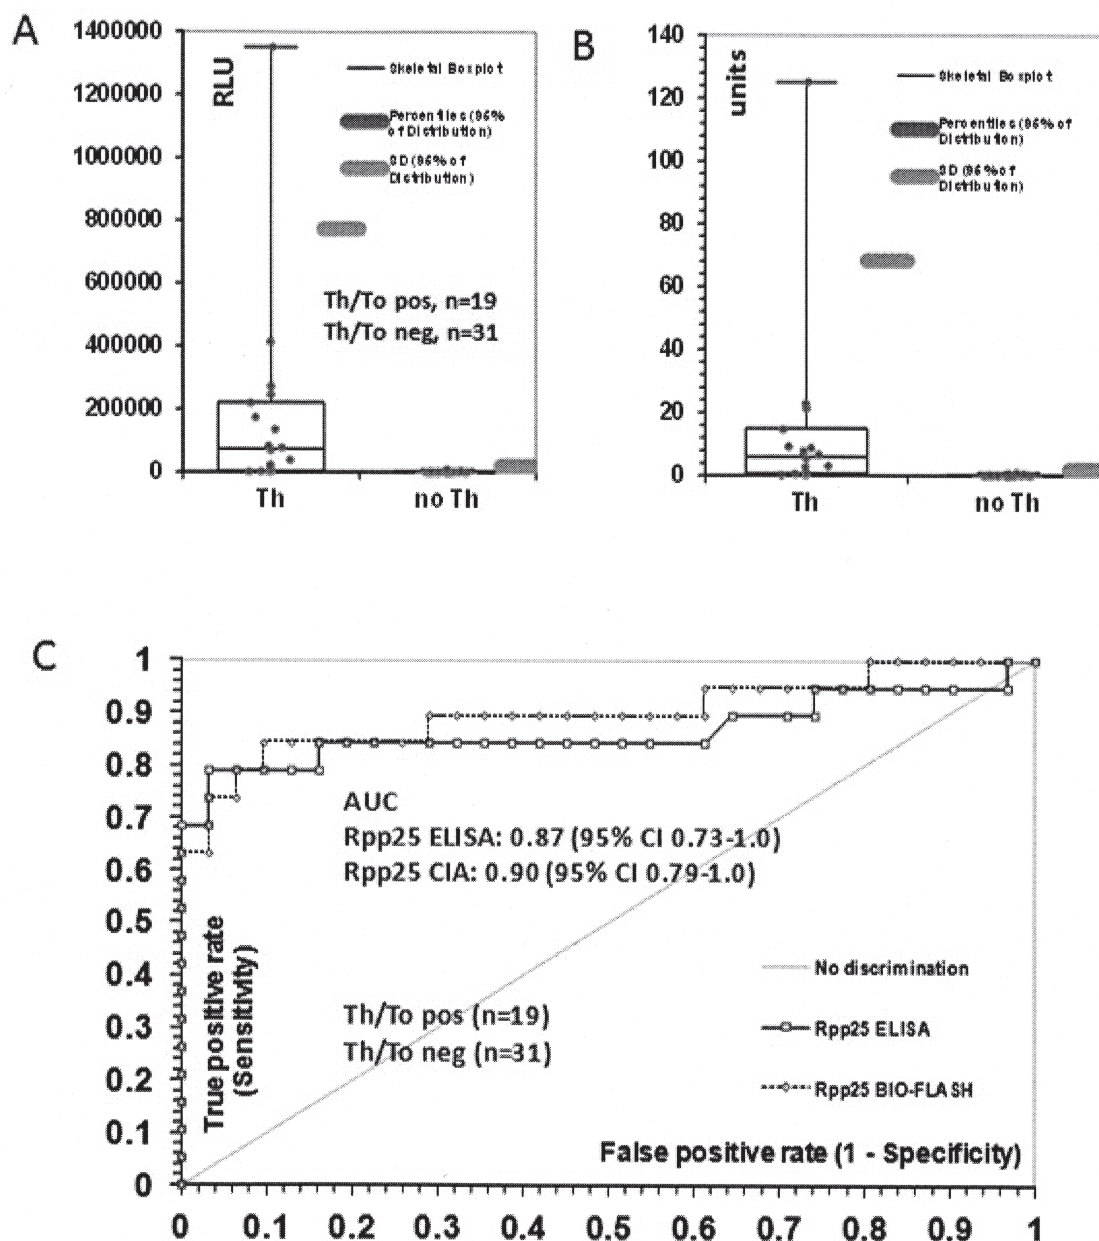 A
1400000
1200000
1000000
800000
600000
400000
200000
0
RLU
Skeletal Boxplot
Percentiles (95%
of Distribution)
SD (95% of
Distribution)
Th/To pos, n=19
Th/To neg, n=31
Th
no Th
B
140
120
100
80
60
40
20
0
units
Skeletal Boxplot
Percentiles (95% of
Distribution)
SD (95% of
Distribution)
Th
no Th
C
1
0.9
0.8
0.7
0.6
0.5
0.4
0.3
0.2
0.1
0
True positive rate
(Sensitivity)
AUC
Rpp25 ELISA: 0.87 (95% CI 0.73-1.0)
Rpp25 CIA: 0.90 (95% CI 0.79-1.0)
Th/To pos (n=19)
Th/To neg (n=31)
No discrimination
Rpp25 ELISA
Rpp25 BIO-FLASH
False positive rate (1 - Specificity)
0 0.1 0.2 0.3 0.4 0.5 0.6 0.7 0.8 0.9 1